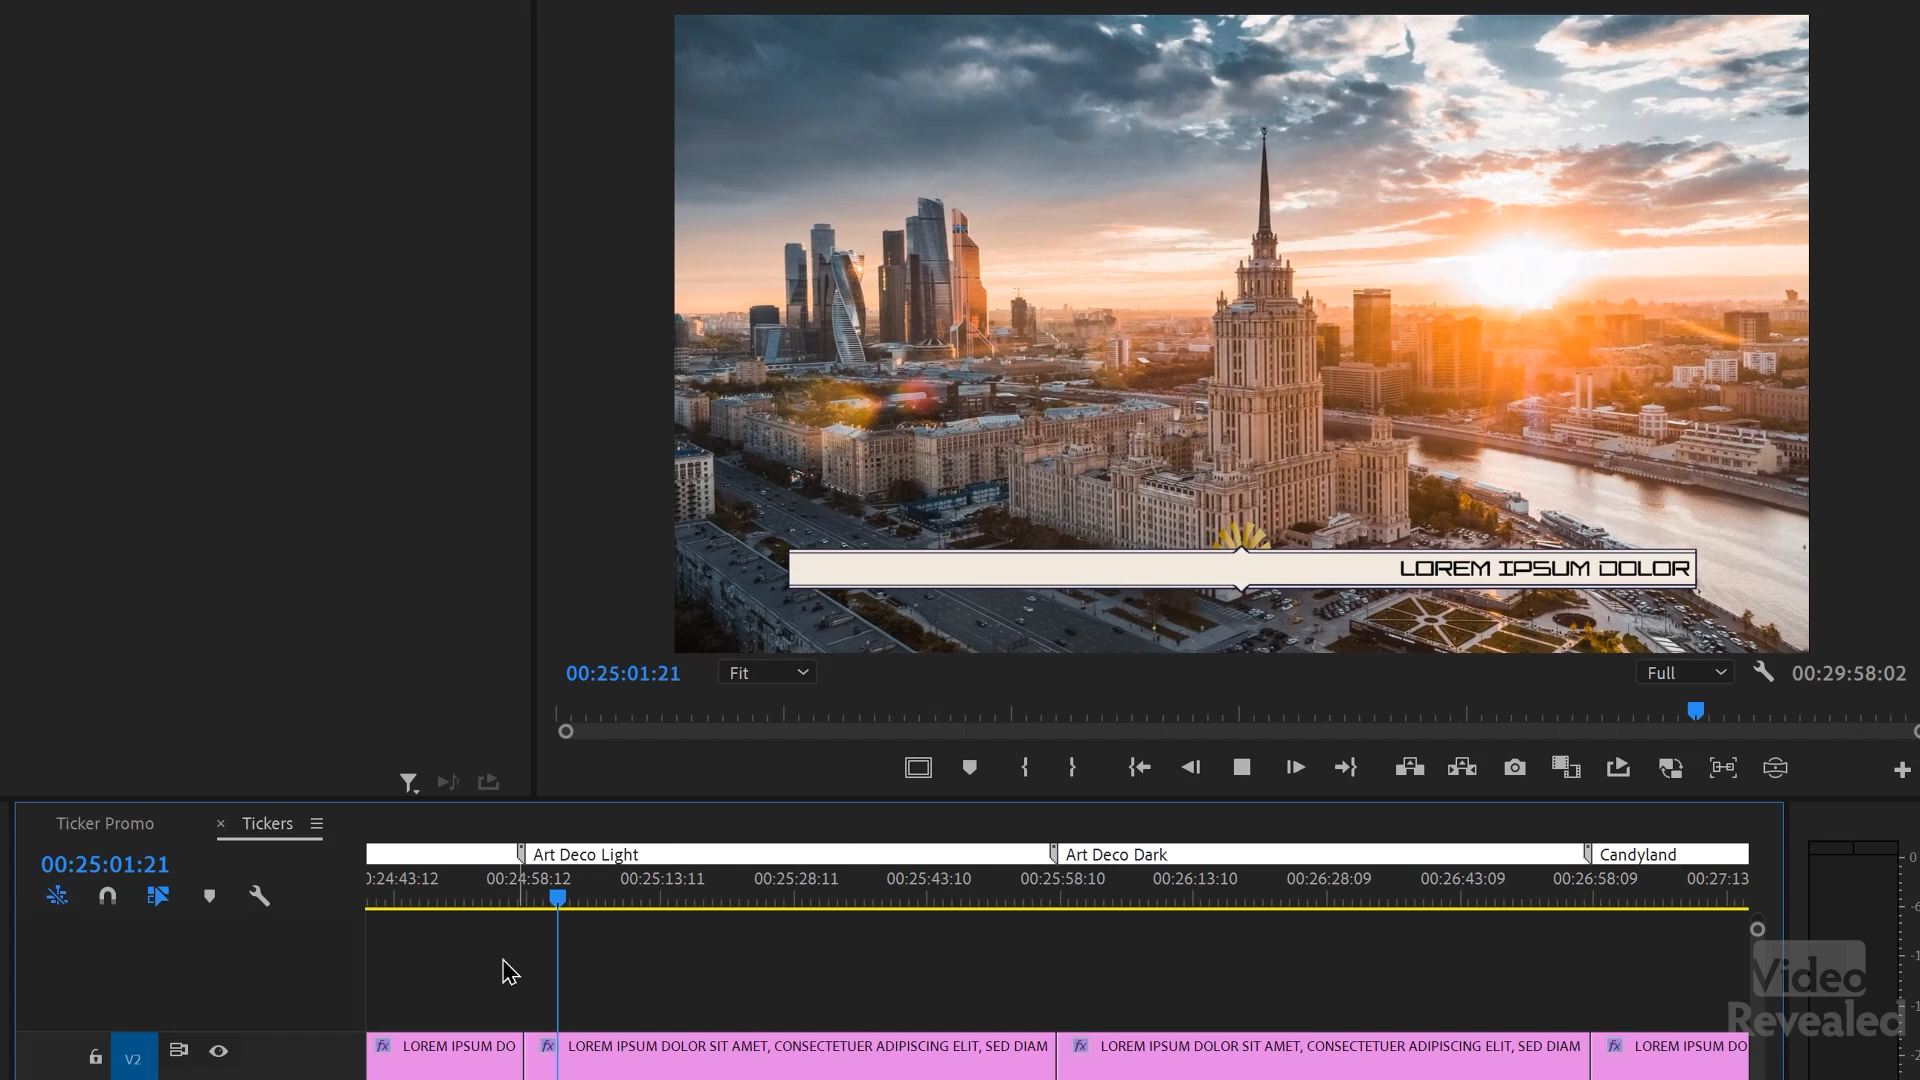 LOREM IPSUM DOLOR
00:25:01:21
Fit
Full
00:29:58:02
Ticker Promo
× Tickers
00:25:01:21
Art Deco Light
Art Deco Dark
Candyland
0:24:43:12 00:24:58:12 00:25:13:11 00:25:28:11 00:25:43:10 00:25:58:10 00:26:13:10 00:26:28:09 00:26:43:09 00:26:58:09 00:27:13
0
Video
Revealed
V2
fx LOREM IPSUM DO
fx LOREM IPSUM DOLOR SIT AMET, CONSECTETUER ADIPISCING ELIT, SED DIAM
fx LOREM IPSUM DOLOR SIT AMET, CONSECTETUER ADIPISCING ELIT, SED DIAM
fx LOREM IPSUM DO